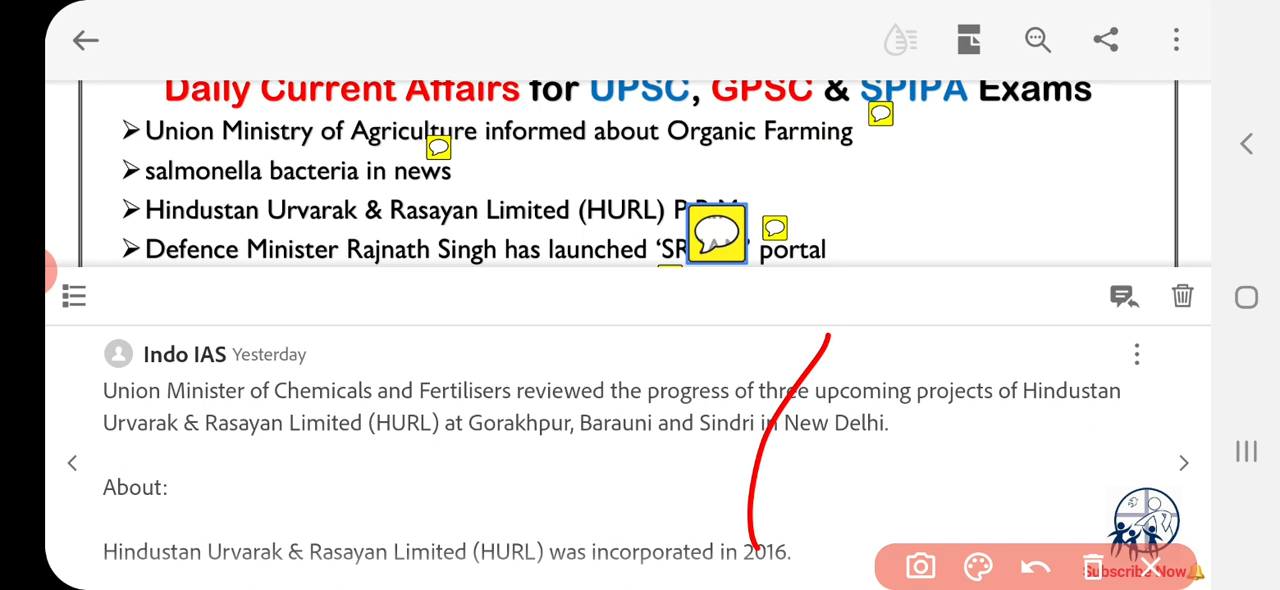 Daily Current Affairs for UPSC, GPSC & SPIPA Exams
➢Union Ministry of Agriculture informed about Organic Farming
➢salmonella bacteria in news
➢Hindustan Urvarak & Rasayan Limited (HURL)
➢Defence Minister Rajnath Singh has launched portal
Indo IAS Yesterday
Union Minister of Chemicals and Fertilisers reviewed the progress of three upcoming projects of Hindustan
Urvarak & Rasayan Limited (HURL) at Gorakhpur, Barauni and Sindri in New Delhi.
About:
Hindustan Urvarak & Rasayan Limited (HURL) was incorporated in 2016.
Subscribe Now